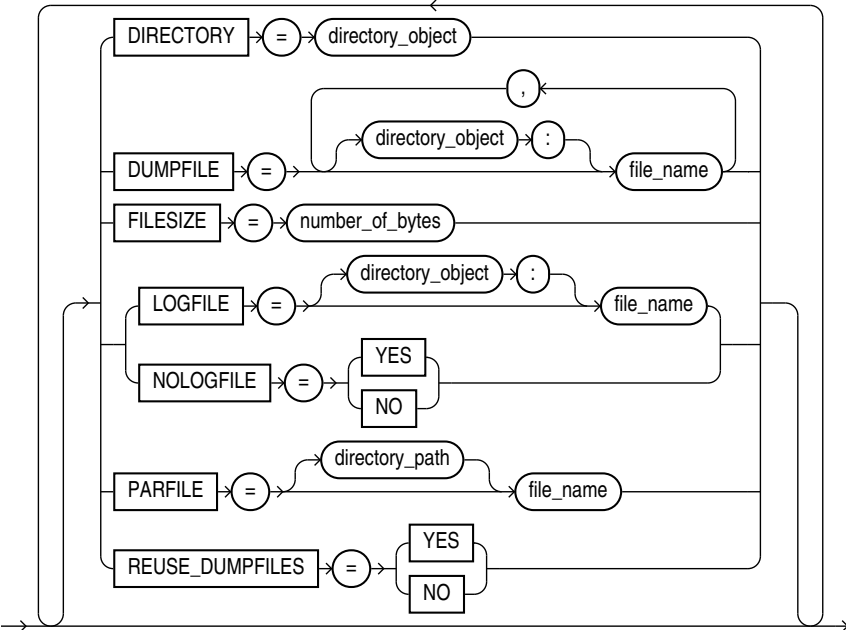 DIRECTORY = directory_object
,
directory_object :
DUMPFILE = file_name
FILESIZE = number_of_bytes
directory_object :
LOGFILE = file_name
YES
NOLOGFILE =
NO
directory_path
PARFILE = file_name
YES
REUSE_DUMPFILES =
NO